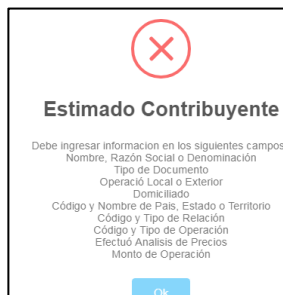 Estimado Contribuyente
Debe ingresar informacion en los siguientes campos
Nombre, Razón Social o Denominación
Tipo de Documento
Operació Local o Exterior
Domiciliado
Código y Nombre de Pais, Estado o Territorio
Código y Tipo de Relación
Código y Tipo de Operación
Efectuó Analisis de Precios
Monto de Operación
Ok